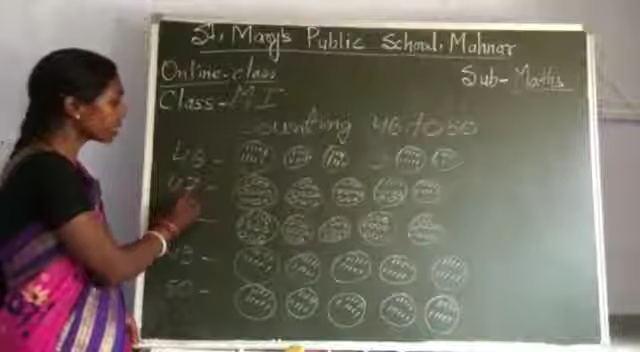 St. Mary's Public School, Mahnar
Online-class
Sub- Maths
Class- M I
Counting 46 to 50
46 -
47 -
-
49 -
50 -